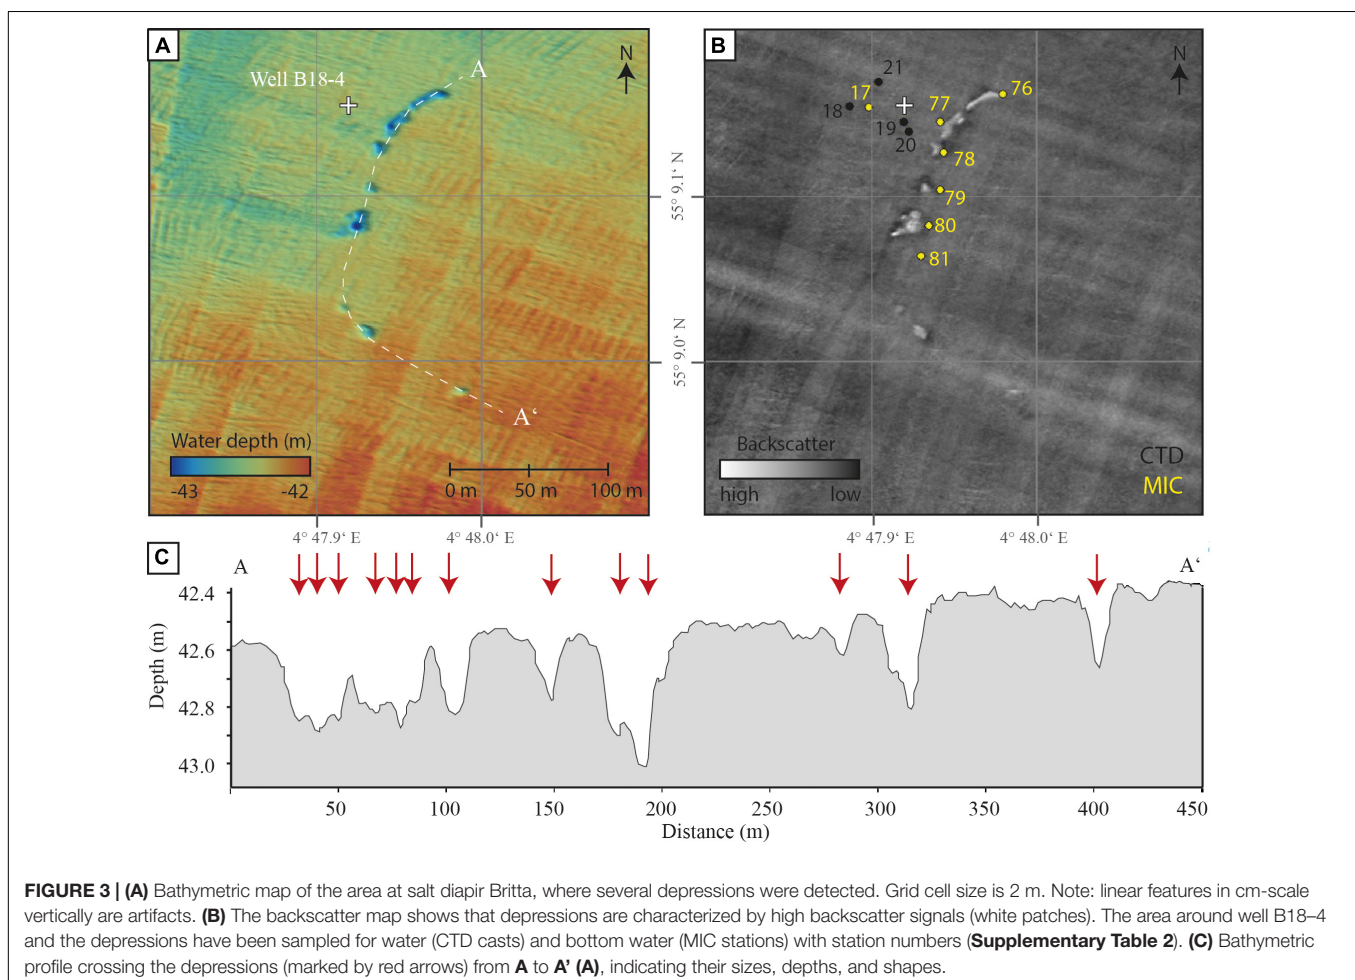 A
N
Well B18-4
A
A‘
Water depth (m)
-43
-42
0 m
50 m
100 m
B
N
21
17
18
19
20
77
76
78
79
80
81
Backscatter
high
low
CTD
MIC
55° 9.1‘ N
55° 9.0‘ N
4° 47.9‘ E
4° 48.0‘ E
4° 47.9‘ E
4° 48.0‘ E
C
A
A‘
Depth (m)
42.4
42.6
42.8
43.0
50
100
150
200
250
300
350
400
450
Distance (m)
FIGURE 3 | (A) Bathymetric map of the area at salt diapir Britta, where several depressions were detected. Grid cell size is 2 m. Note: linear features in cm-scale
vertically are artifacts. (B) The backscatter map shows that depressions are characterized by high backscatter signals (white patches). The area around well B18–4
and the depressions have been sampled for water (CTD casts) and bottom water (MIC stations) with station numbers (Supplementary Table 2). (C) Bathymetric
profile crossing the depressions (marked by red arrows) from A to A’ (A), indicating their sizes, depths, and shapes.